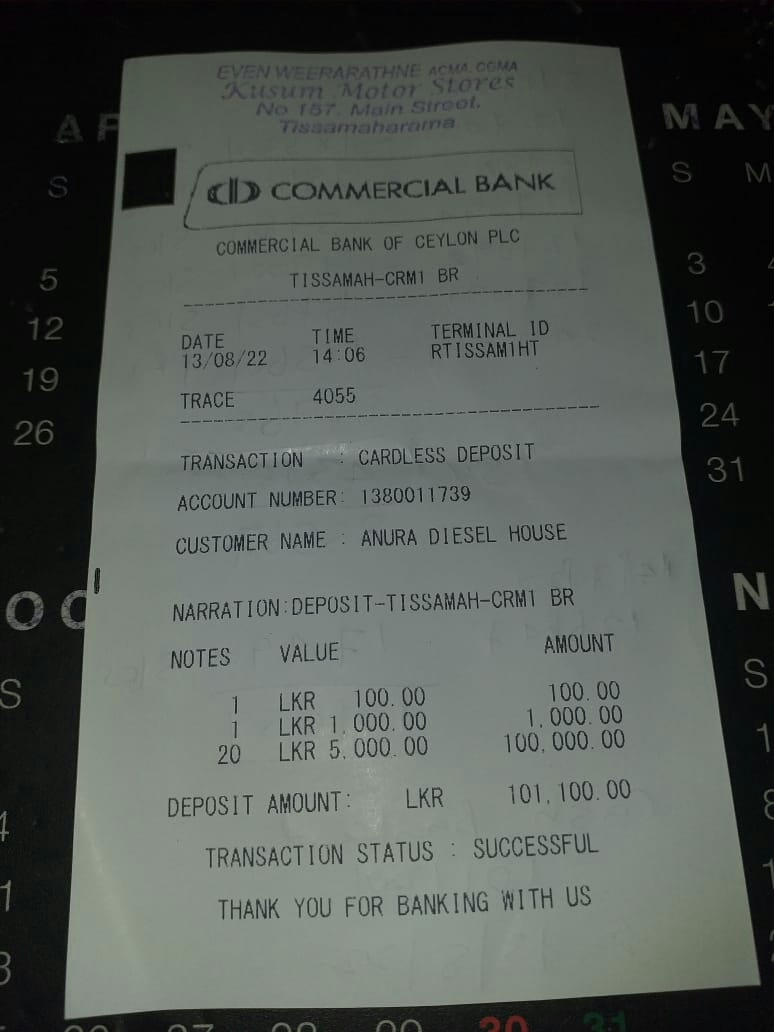 EVEN WEERARATHNE ACMA, CGMA
Kusum Motor Stores
No 157, Main Street,
Tissamaharama
COMMERCIAL BANK
COMMERCIAL BANK OF CEYLON PLC
TISSAMAH-CRM1 BR
DATE TIME TERMINAL ID
13/08/22 14:06 RTISSAM1HT
TRACE 4055
TRANSACTION : CARDLESS DEPOSIT
ACCOUNT NUMBER: 1380011739
CUSTOMER NAME : ANURA DIESEL HOUSE
NARRATION:DEPOSIT-TISSAMAH-CRM1 BR
NOTES VALUE AMOUNT
1 LKR 100.00 100.00
1 LKR 1,000.00 1,000.00
20 LKR 5,000.00 100,000.00
DEPOSIT AMOUNT: LKR 101,100.00
TRANSACTION STATUS : SUCCESSFUL
THANK YOU FOR BANKING WITH US
AP
S
5
12
19
26
OC
S
MAY
S M
3
10
17
24
31
N
S
30 31